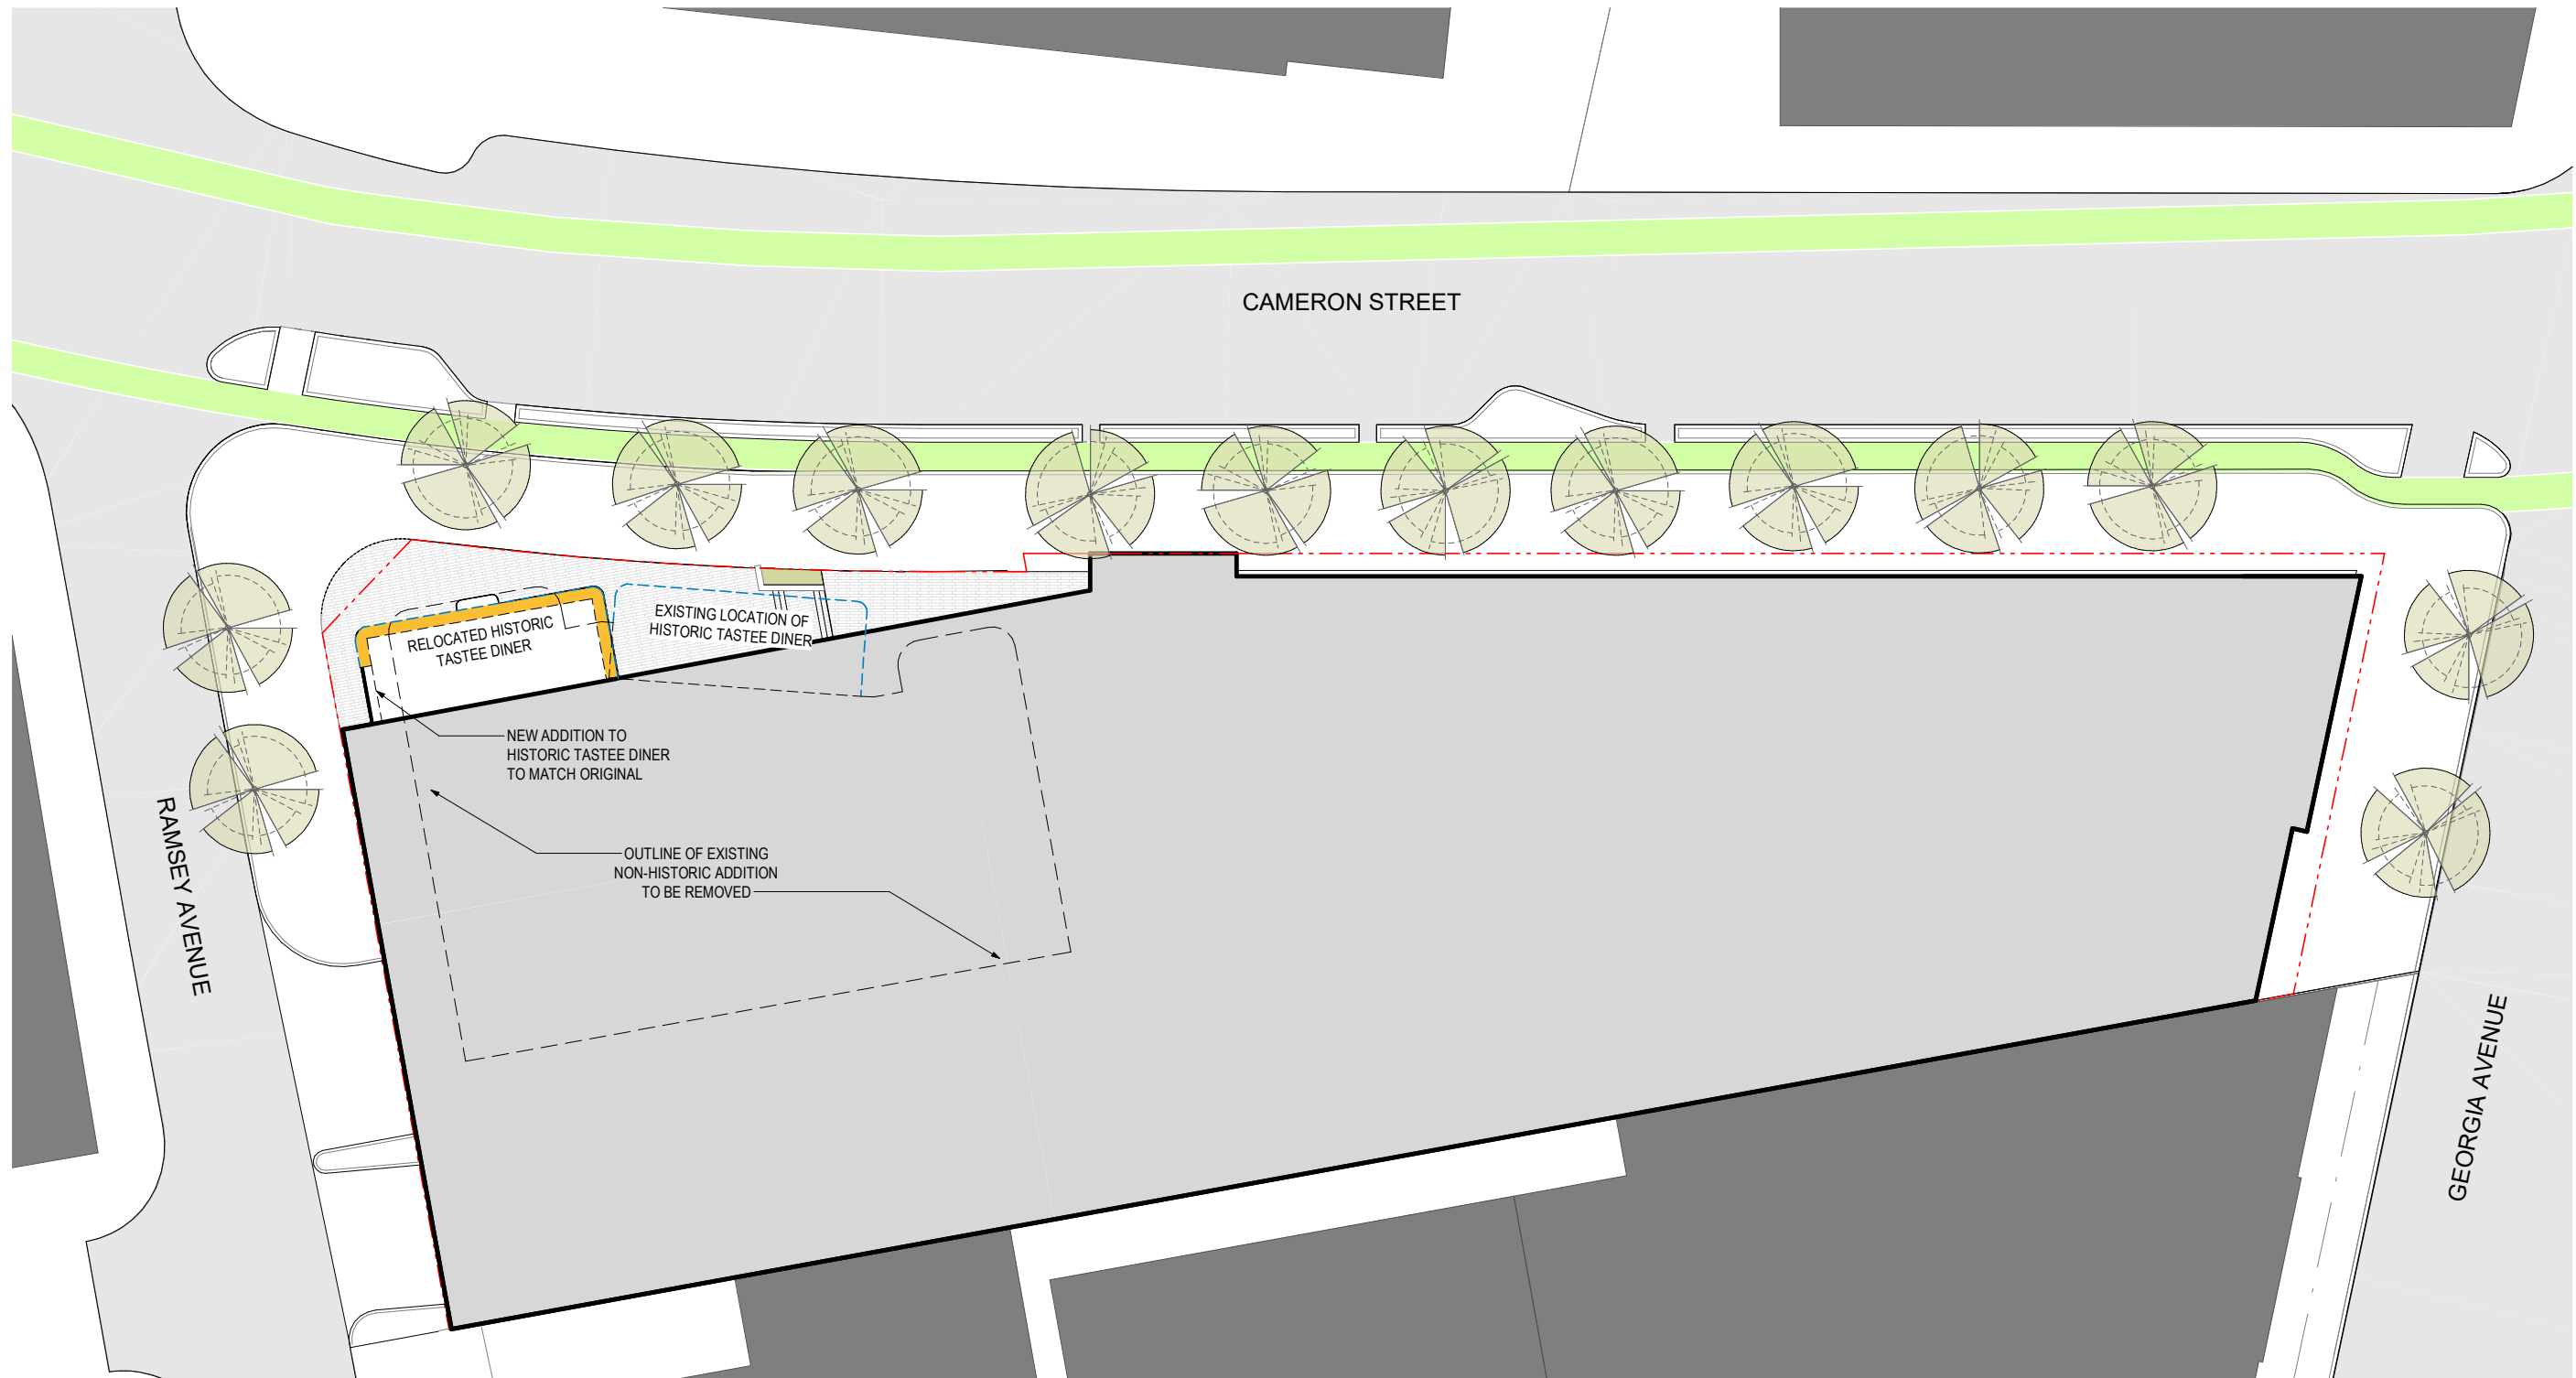 CAMERON STREET
RELOCATED HISTORIC
TASTEE DINER
EXISTING LOCATION OF
HISTORIC TASTEE DINER
NEW ADDITION TO
HISTORIC TASTEE DINER
TO MATCH ORIGINAL
OUTLINE OF EXISTING
NON-HISTORIC ADDITION
TO BE REMOVED
RAMSEY AVENUE
GEORGIA AVENUE